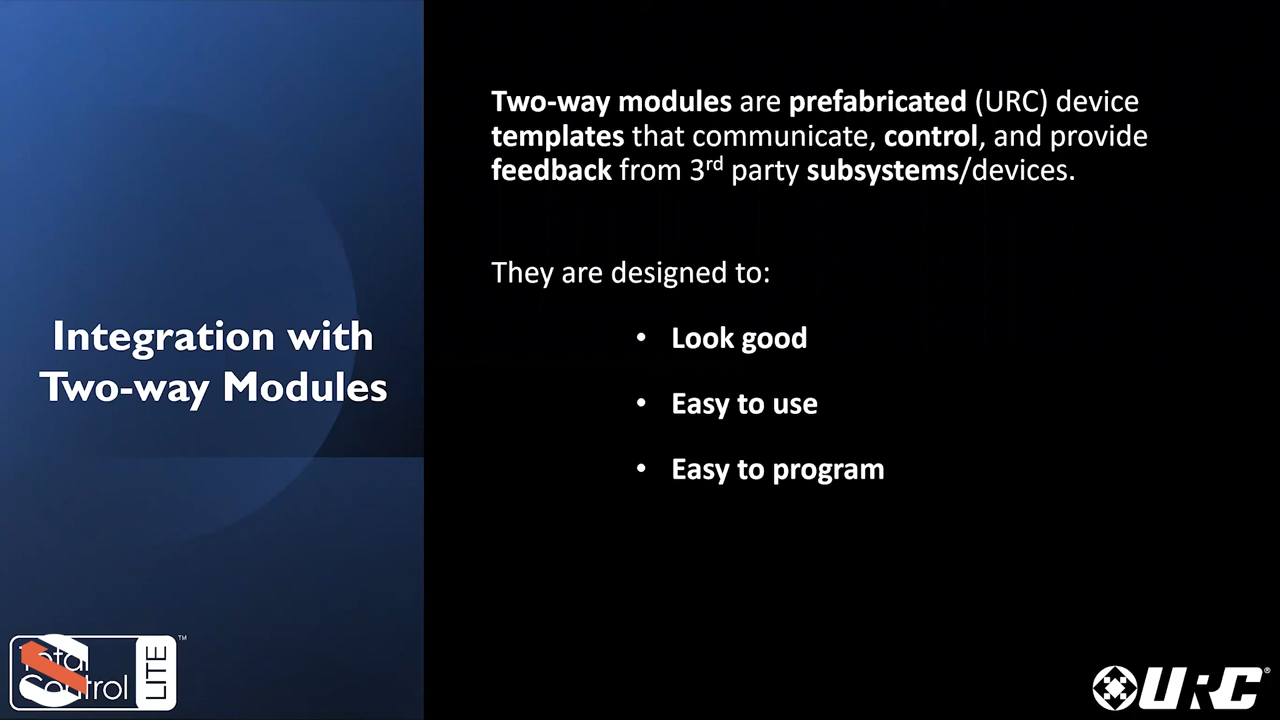 Integration with
Two-way Modules
Two-way modules are prefabricated (URC) device
templates that communicate, control, and provide
feedback from 3rd party subsystems/devices.
They are designed to:
• Look good
• Easy to use
• Easy to program
Total
Control
LITE™
URC®